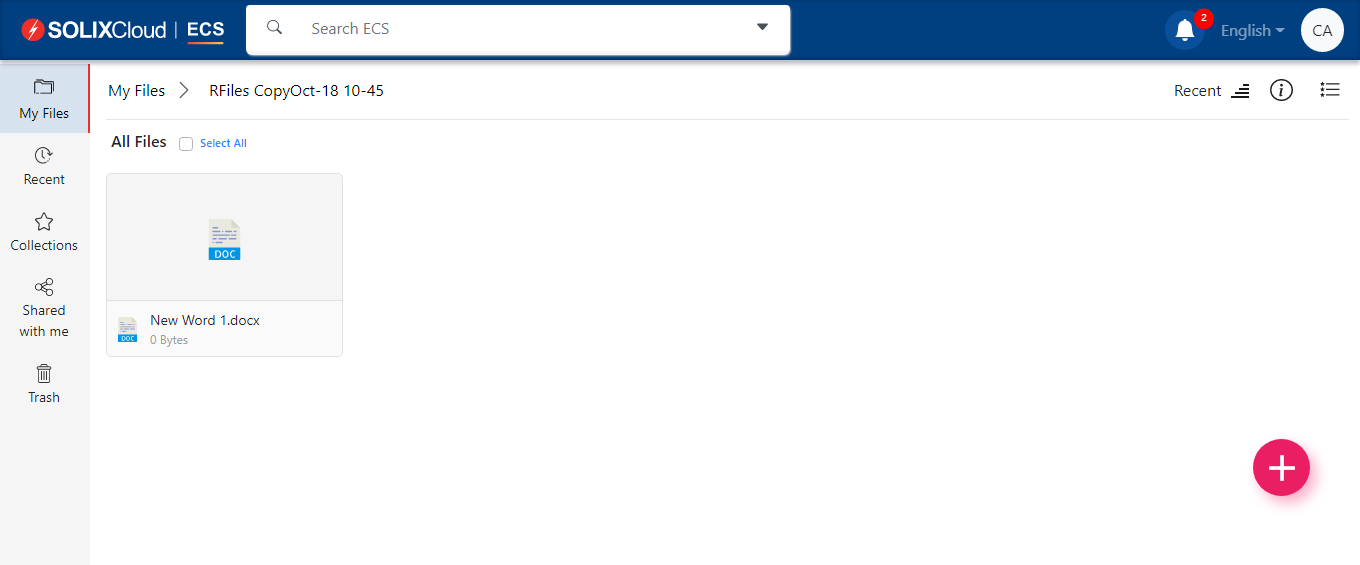 SOLIXCloud | ECS
Search ECS
2
English
CA
My Files
Recent
Collections
Shared
with me
Trash
My Files > RFiles CopyOct-18 10-45
Recent
All Files
Select All
DOC
DOC
New Word 1.docx
0 Bytes